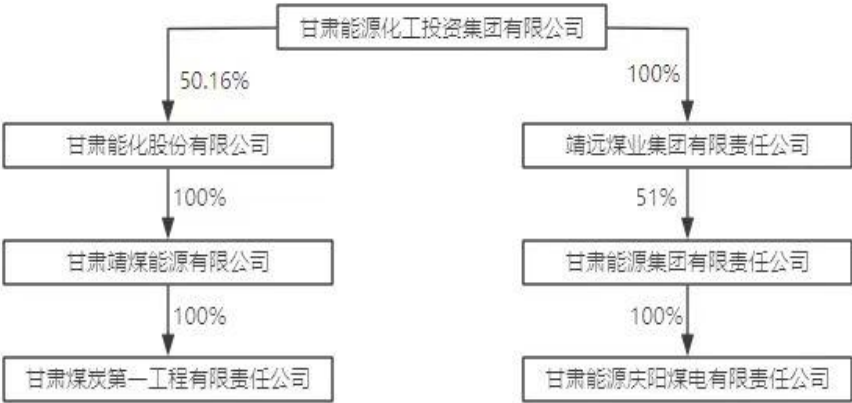 甘肃能源化工投资集团有限公司
50.16%
100%
甘肃能化股份有限公司
靖远煤业集团有限责任公司
100%
51%
甘肃靖煤能源有限公司
甘肃能源集团有限责任公司
100%
100%
甘肃煤炭第一工程有限责任公司
甘肃能源庆阳煤电有限责任公司